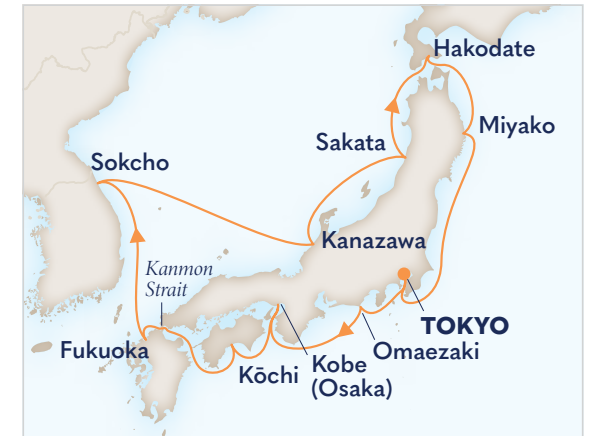 Hakodate
Miyako
Sakata
Sokcho
Kanazawa
Kanmon
Strait
TOKYO
Omaezaki
Fukuoka
Kōchi
Kobe
(Osaka)